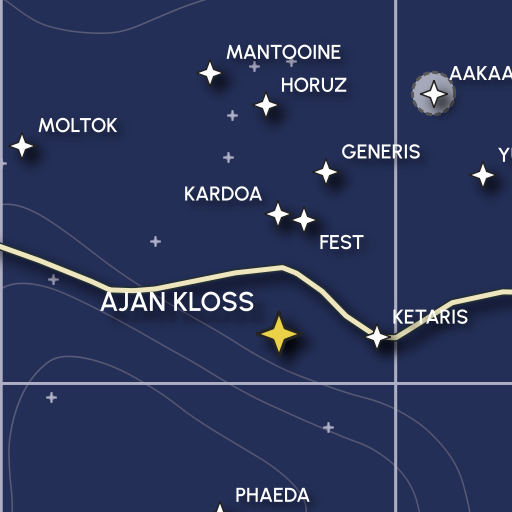 MANTOOINE
AAKAA
HORUZ
MOLTOK
GENERIS
KARDOA
FEST
AJAN KLOSS
KETARIS
PHAEDA